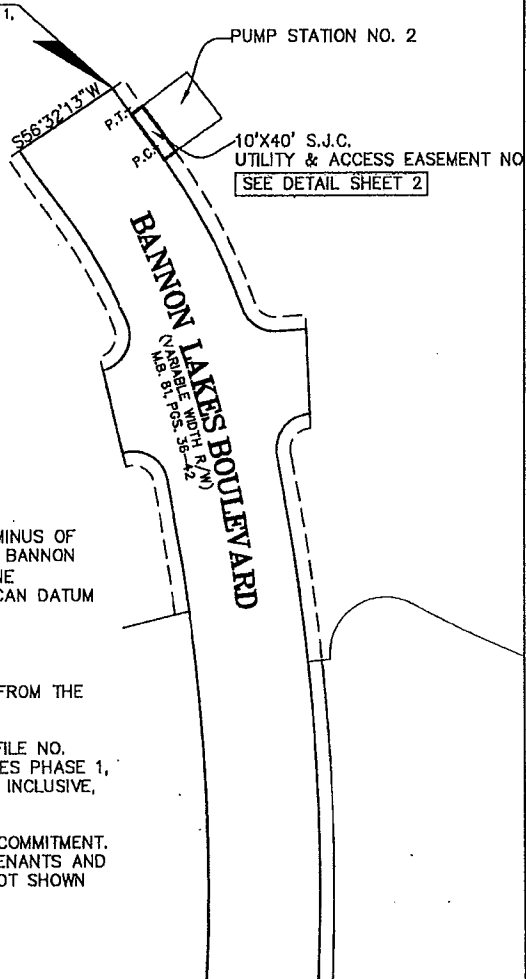 1,
PUMP STATION NO. 2
S56°32'13"W
P.T.
P.C.
10'X40' S.J.C.
UTILITY & ACCESS EASEMENT NO
SEE DETAIL SHEET 2
BANNON LAKES BOULEVARD
(VARIABLE WIDTH R/W)
M.B. 81, PGS. 36-42
MINUS OF
BANNON
NE
CAN DATUM
FROM THE
FILE NO.
ES PHASE 1,
INCLUSIVE,
COMMITMENT.
ENANTS AND
OT SHOWN